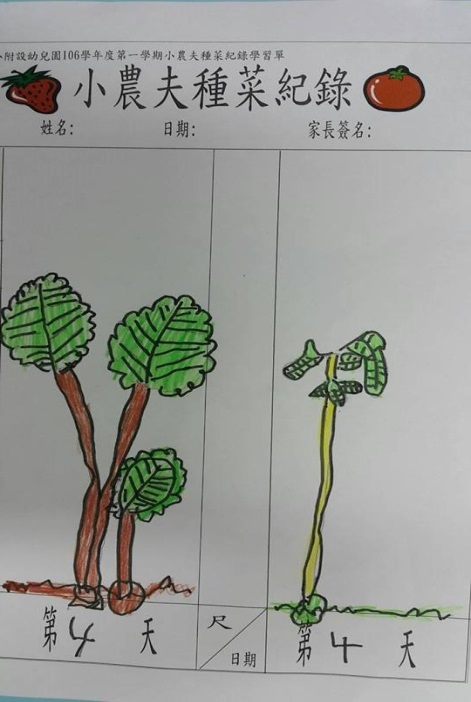 小附設幼兒園106學年度第一學期小農夫種菜紀錄學習單
小農夫種菜紀錄
姓名: 日期: 家長簽名:
第4天 尺 第4天
日期